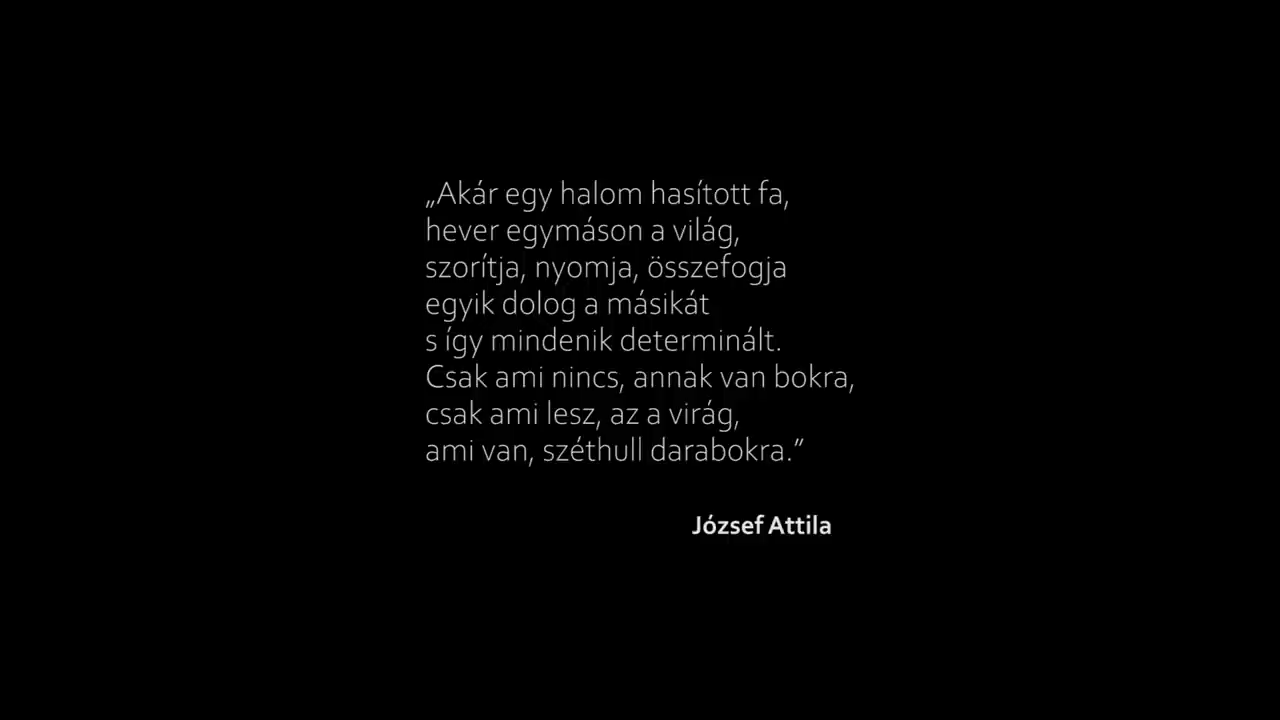 „Akár egy halom hasított fa,
hever egymáson a világ,
szorítja, nyomja, összefogja
egyik dolog a másikát
s így mindenik determinált.
Csak ami nincs, annak van bokra,
csak ami lesz, az a virág,
ami van, széthull darabokra.”
József Attila